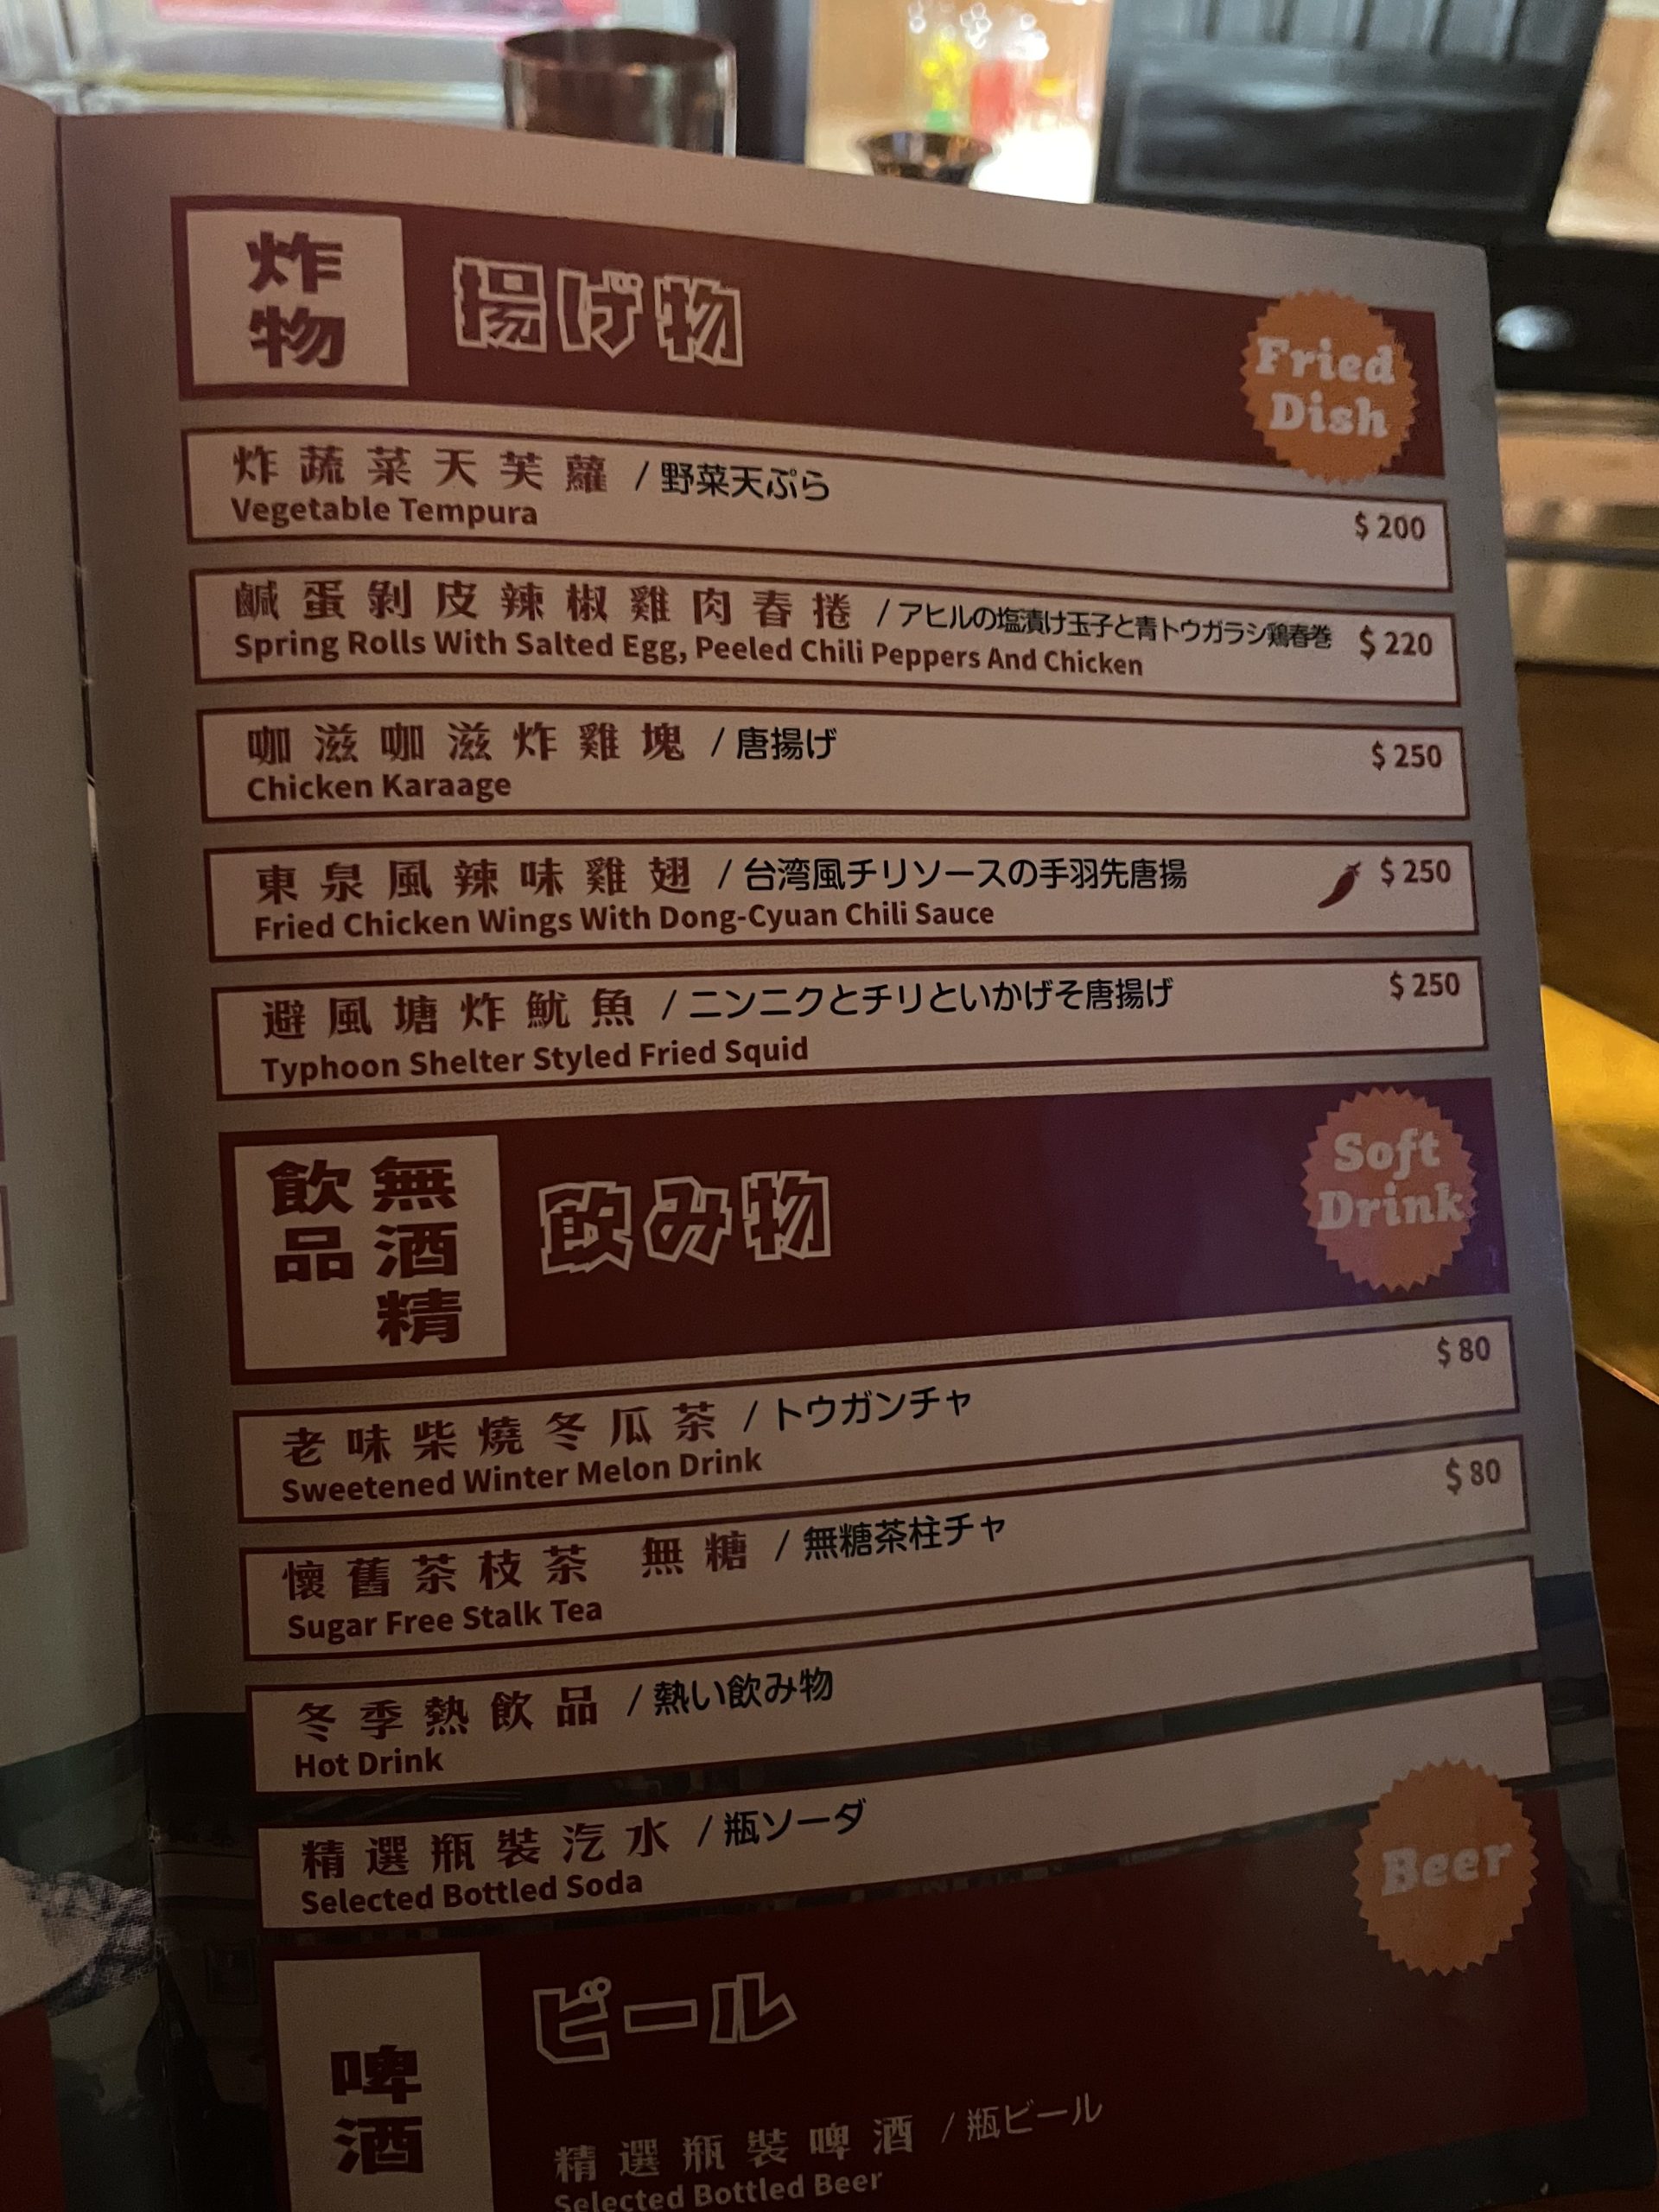 炸物
揚げ物
Fried
Dish
炸蔬菜天芙蘿 / 野菜天ぷら
Vegetable Tempura
$ 200
鹹蛋剝皮辣椒雞肉春捲 / アヒルの塩漬け玉子と青トウガラシ鶏春巻 $ 220
Spring Rolls With Salted Egg, Peeled Chili Peppers And Chicken
咖滋咖滋炸雞塊 / 唐揚げ
Chicken Karaage
$ 250
東泉風辣味雞翅 / 台湾風チリソースの手羽先唐揚 $ 250
Fried Chicken Wings With Dong-Cyuan Chili Sauce
避風塘炸魷魚 / ニンニクとチリといかげそ唐揚げ $ 250
Typhoon Shelter Styled Fried Squid
無酒精
飲品
飲み物
Soft
Drink
老味柴燒冬瓜茶 / トウガンチャ $ 80
Sweetened Winter Melon Drink
懷舊茶枝茶 無糖 / 無糖茶柱チャ $ 80
Sugar Free Stalk Tea
冬季熱飲品 / 熱い飲み物
Hot Drink
精選瓶裝汽水 / 瓶ソーダ
Selected Bottled Soda
啤酒
ビール
Beer
精選瓶裝啤酒 / 瓶ビール
Selected Bottled Beer